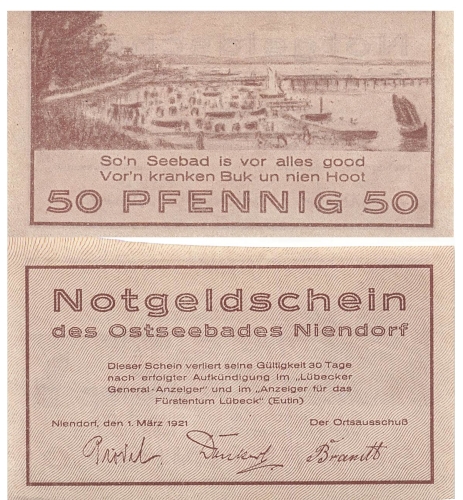 So'n Seebad is vor alles good
Vor'n kranken Buk un nien Hoot
50 PFENNIG 50
Notgeldschein
des Ostseebades Niendorf
Dieser Schein verliert seine Gültigkeit 30 Tage
nach erfolgter Aufkündigung im „Lübecker
General-Anzeiger" und im „Anzeiger für das
Fürstentum Lübeck" (Eutin)
Niendorf, den 1. März 1921 Der Ortsausschuß
Brandt